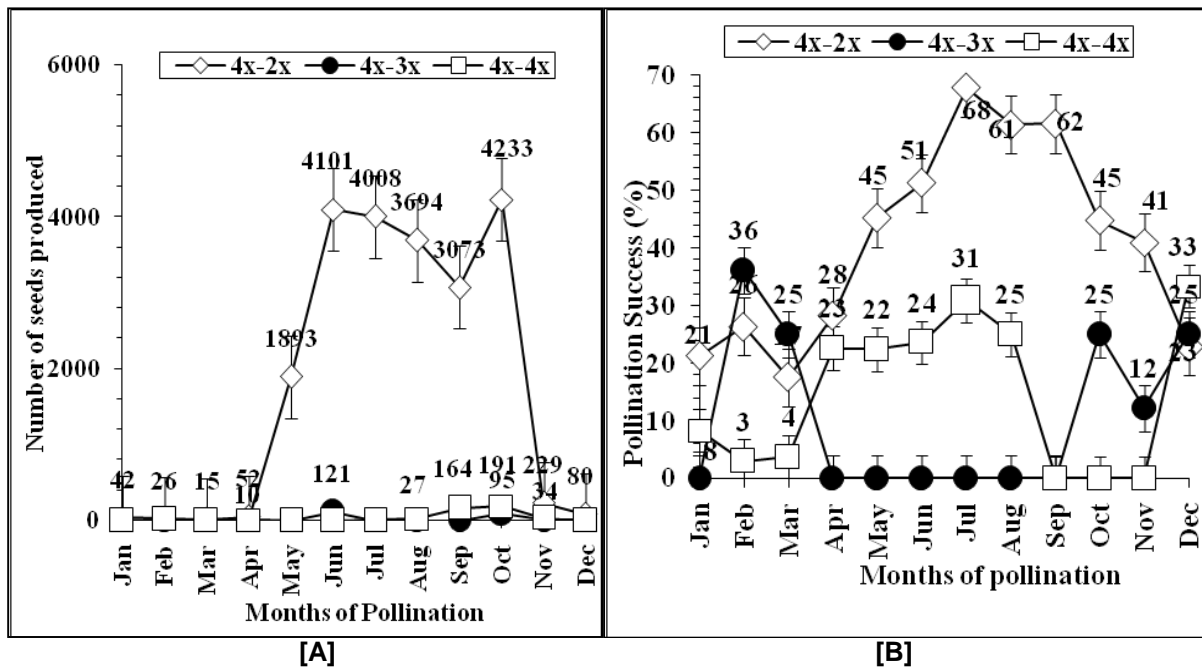 4x-2x 4x-3x 4x-4x
Number of seeds produced
6000
4000
2000
0
4101 4008 3694 3073 4233
1893
42 26 15 52 10 121 27 164 191 95 229 34 80
Jan Feb Mar Apr May Jun Jul Aug Sep Oct Nov Dec
Months of Pollination
[A]
4x-2x 4x-3x 4x-4x
Pollination Success (%)
70
60
50
40
30
20
10
0
68 61 62
45 51 45 41
36 33
21 26 25 28 23 22 24 31 25 25 25
12 23
8 3 4
Jan Feb Mar Apr May Jun Jul Aug Sep Oct Nov Dec
Months of pollination
[B]